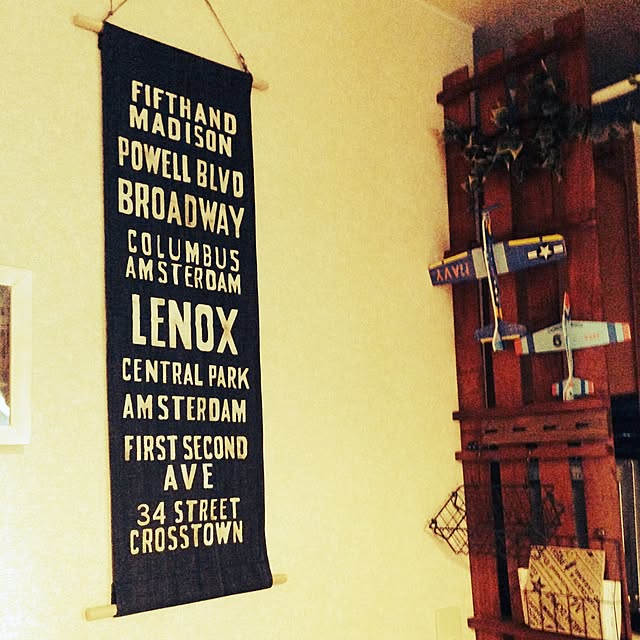 FIFTHAND
MADISON
POWELL BLVD
BROADWAY
COLUMBUS
AMSTERDAM
LENOX
CENTRAL PARK
AMSTERDAM
FIRST SECOND
AVE
34 STREET
CROSSTOWN
NAVY